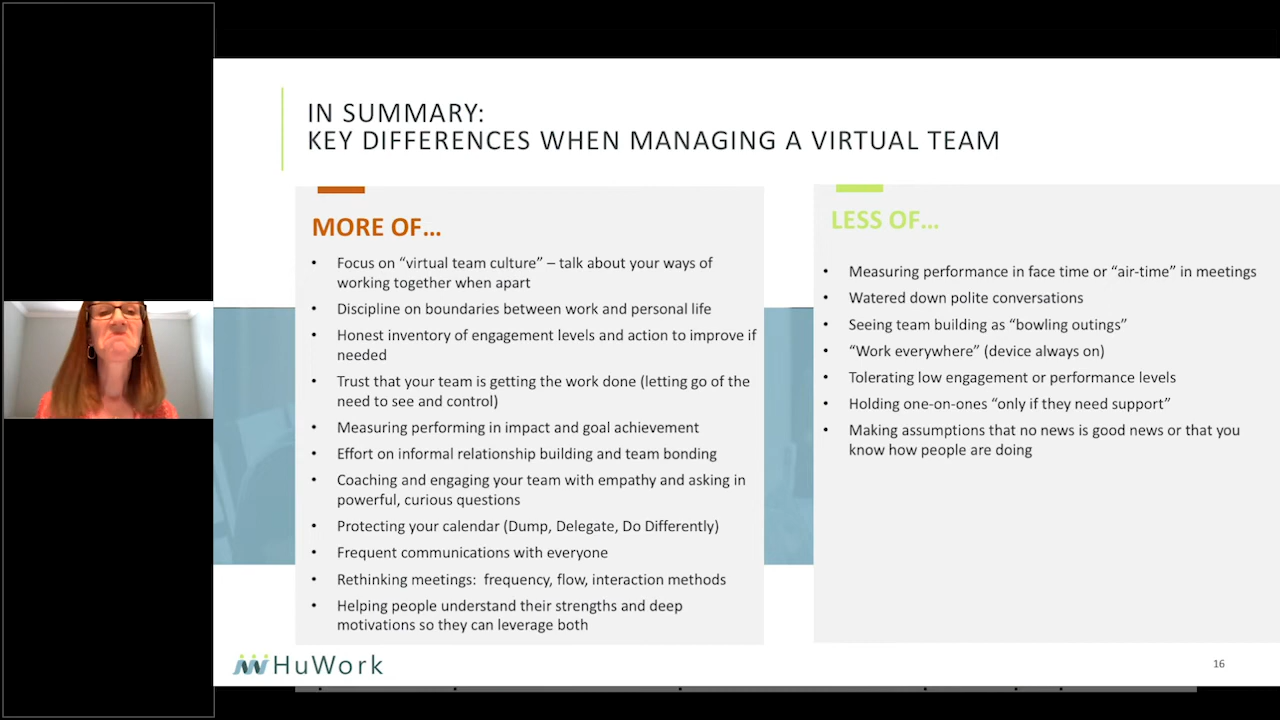 IN SUMMARY:
KEY DIFFERENCES WHEN MANAGING A VIRTUAL TEAM
MORE OF…
• Focus on “virtual team culture” – talk about your ways of
working together when apart
• Discipline on boundaries between work and personal life
• Honest inventory of engagement levels and action to improve if
needed
• Trust that your team is getting the work done (letting go of the
need to see and control)
• Measuring performing in impact and goal achievement
• Effort on informal relationship building and team bonding
• Coaching and engaging your team with empathy and asking in
powerful, curious questions
• Protecting your calendar (Dump, Delegate, Do Differently)
• Frequent communications with everyone
• Rethinking meetings: frequency, flow, interaction methods
• Helping people understand their strengths and deep
motivations so they can leverage both
LESS OF…
• Measuring performance in face time or “air-time” in meetings
• Watered down polite conversations
• Seeing team building as “bowling outings”
• “Work everywhere” (device always on)
• Tolerating low engagement or performance levels
• Holding one-on-ones “only if they need support”
• Making assumptions that no news is good news or that you
know how people are doing
HuWork
16